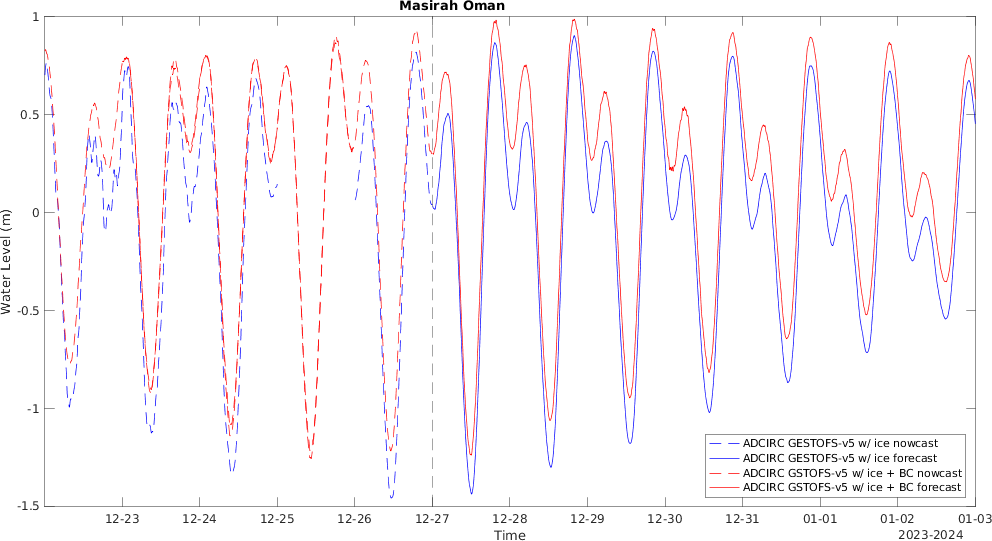 Masirah Oman
Water Level (m)
1
0.5
0
-0.5
-1
-1.5
ADCIRC GESTOFS-v5 w/ ice nowcast
ADCIRC GESTOFS-v5 w/ ice forecast
ADCIRC GSTOFS-v5 w/ ice + BC nowcast
ADCIRC GSTOFS-v5 w/ ice + BC forecast
12-23 12-24 12-25 12-26 12-27 12-28 12-29 12-30 12-31 01-01 01-02 01-03
Time
2023-2024